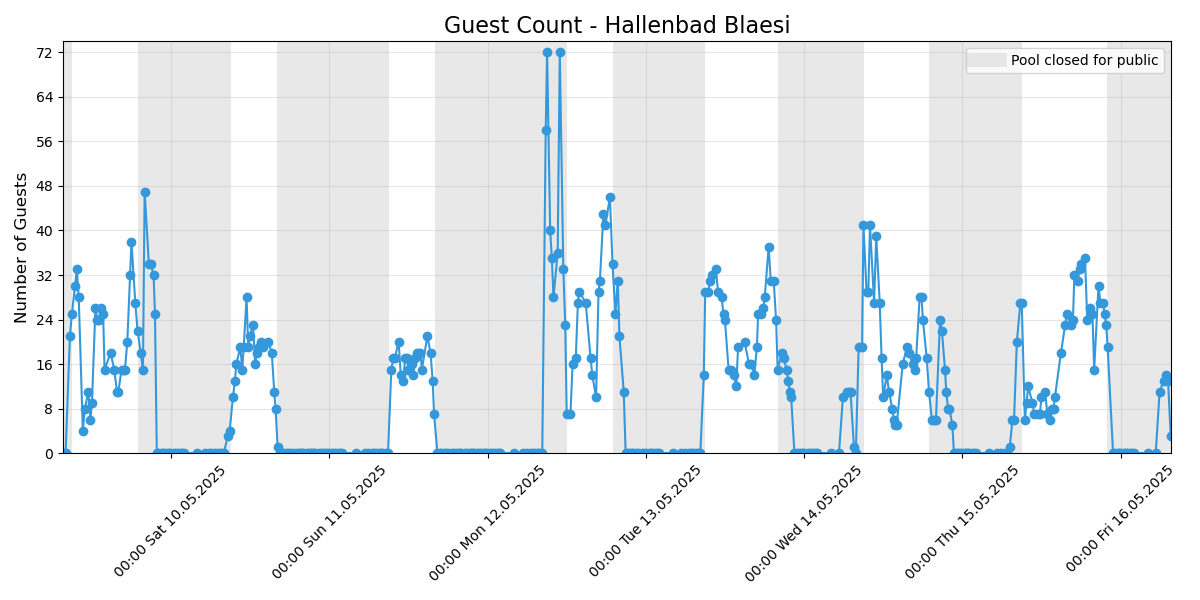 Guest Count - Hallenbad Blaesi
Pool closed for public
Number of Guests
72
64
56
48
40
32
24
16
8
0
00:00 Sat 10.05.2025
00:00 Sun 11.05.2025
00:00 Mon 12.05.2025
00:00 Tue 13.05.2025
00:00 Wed 14.05.2025
00:00 Thu 15.05.2025
00:00 Fri 16.05.2025